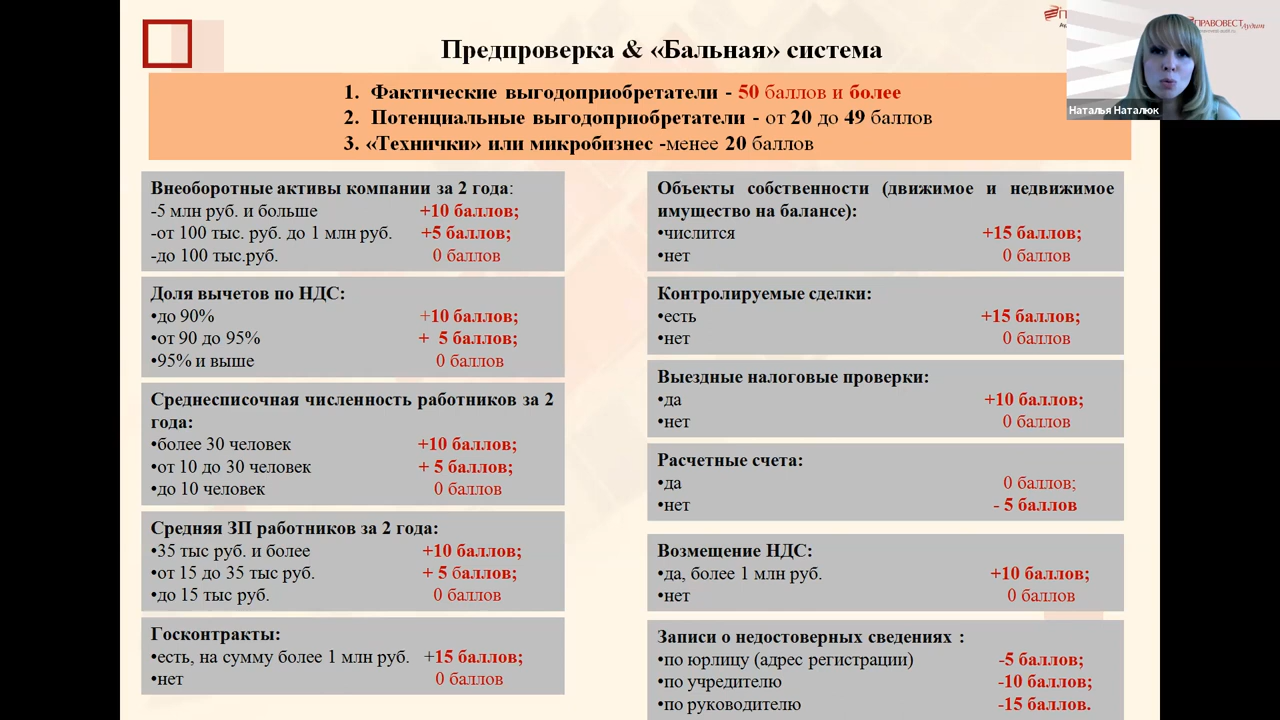 Предпроверка & «Бальная» система
ПРАВОВЕСТ Аудит
Наталья Наталюк
1. Фактические выгодоприобретатели - 50 баллов и более
2. Потенциальные выгодоприобретатели - от 20 до 49 баллов
3. «Технички» или микробизнес -менее 20 баллов
Внеоборотные активы компании за 2 года:
-5 млн руб. и больше +10 баллов;
-от 100 тыс. руб. до 1 млн руб. +5 баллов;
-до 100 тыс.руб. 0 баллов
Доля вычетов по НДС:
•до 90% +10 баллов;
•от 90 до 95% + 5 баллов;
•95% и выше 0 баллов
Среднесписочная численность работников за 2
года:
•более 30 человек +10 баллов;
•от 10 до 30 человек + 5 баллов;
•до 10 человек 0 баллов
Средняя ЗП работников за 2 года:
•35 тыс руб. и более +10 баллов;
•от 15 до 35 тыс руб. + 5 баллов;
•до 15 тыс руб. 0 баллов
Госконтракты:
•есть, на сумму более 1 млн руб. +15 баллов;
•нет 0 баллов
Объекты собственности (движимое и недвижимое
имущество на балансе):
•числится +15 баллов;
•нет 0 баллов
Контролируемые сделки:
•есть +15 баллов;
•нет 0 баллов
Выездные налоговые проверки:
•да +10 баллов;
•нет 0 баллов
Расчетные счета:
•да 0 баллов;
•нет - 5 баллов
Возмещение НДС:
•да, более 1 млн руб. +10 баллов;
•нет 0 баллов
Записи о недостоверных сведениях :
•по юрлицу (адрес регистрации) -5 баллов;
•по учредителю -10 баллов;
•по руководителю -15 баллов.